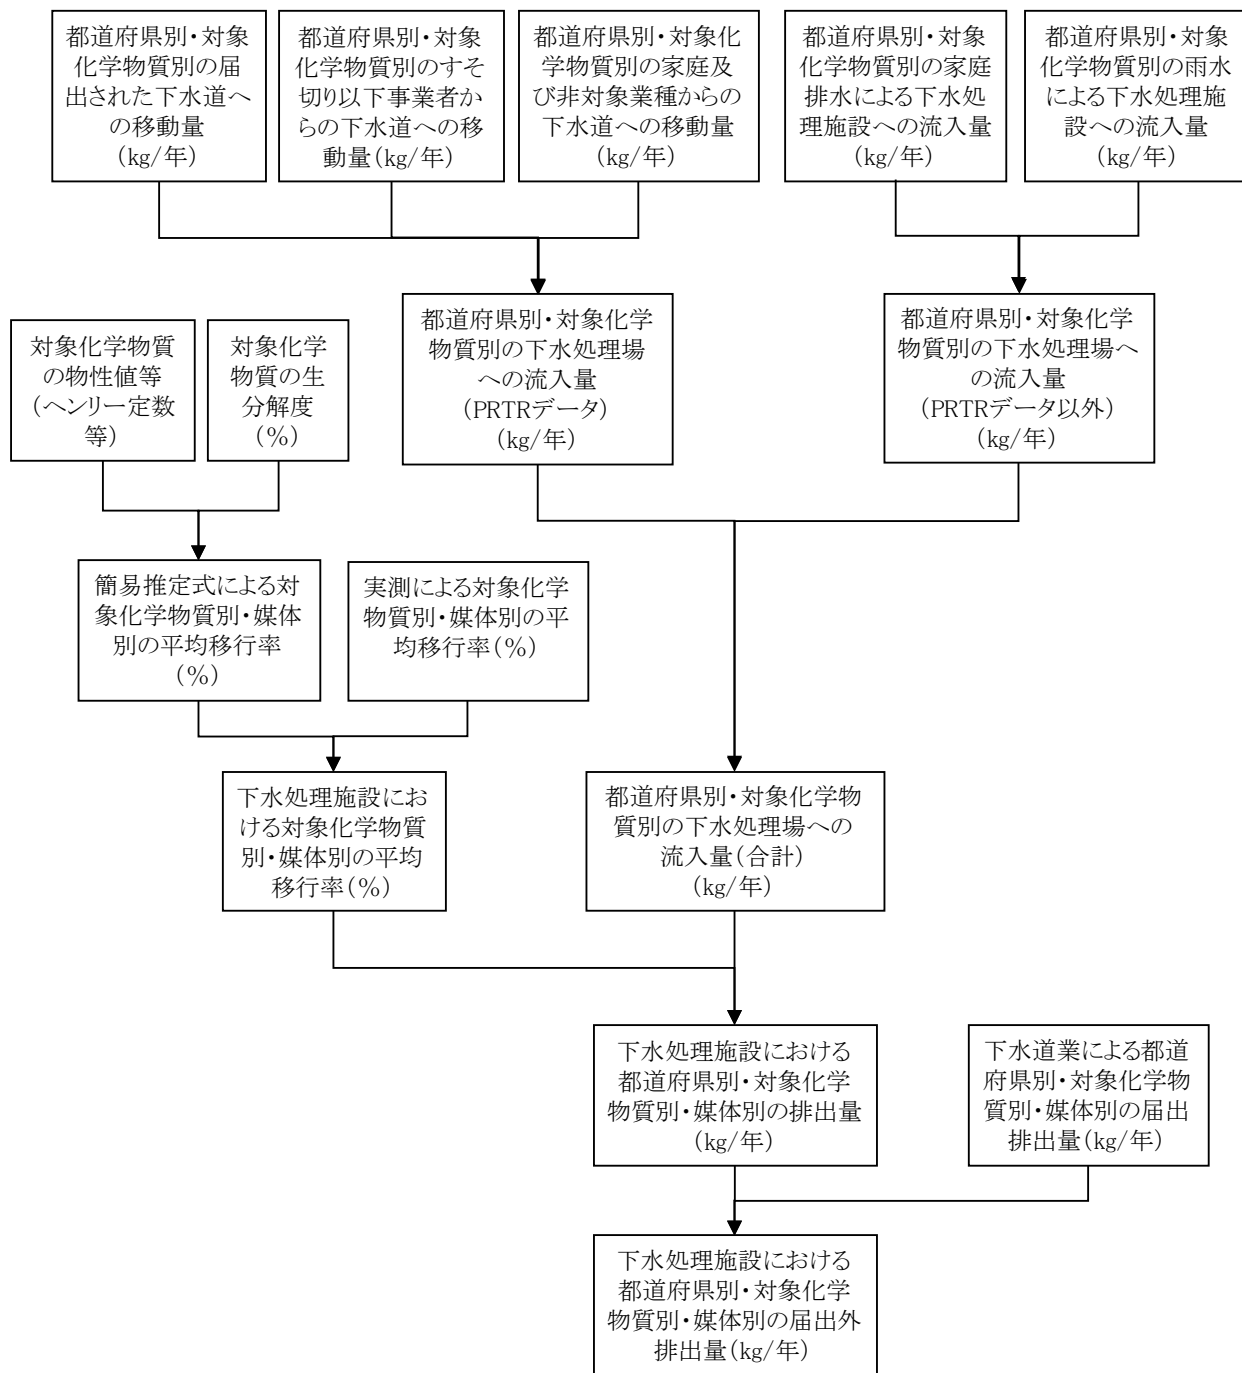 都道府県別・対象
化学物質別の届
出された下水道へ
の移動量
(kg/年)
都道府県別・対象
化学物質別のすそ
切り以下事業者か
らの下水道への移
動量(kg/年)
都道府県別・対象化
学物質別の家庭及
び非対象業種からの
下水道への移動量
(kg/年)
都道府県別・対象
化学物質別の家庭
排水による下水処
理施設への流入量
(kg/年)
都道府県別・対象
化学物質別の雨水
による下水処理施
設への流入量
(kg/年)
対象化学物質
の物性値等
(ヘンリー定数
等)
対象化学
物質の生
分解度
(%)
都道府県別・対象化学
物質別の下水処理場
への流入量
(PRTRデータ)
(kg/年)
都道府県別・対象化学
物質別の下水処理場へ
の流入量
(PRTRデータ以外)
(kg/年)
簡易推定式による対
象化学物質別・媒体
別の平均移行率
(%)
実測による対象化学
物質別・媒体別の平
均移行率(%)
下水処理施設にお
ける対象化学物質
別・媒体別の平均
移行率(%)
都道府県別・対象化学物
質別の下水処理場への
流入量(合計)
(kg/年)
下水処理施設における
都道府県別・対象化学
物質別・媒体別の排出量
(kg/年)
下水道業による都道
府県別・対象化学物
質別・媒体別の届出
排出量(kg/年)
下水処理施設における
都道府県別・対象化学
物質別・媒体別の届出外
排出量(kg/年)